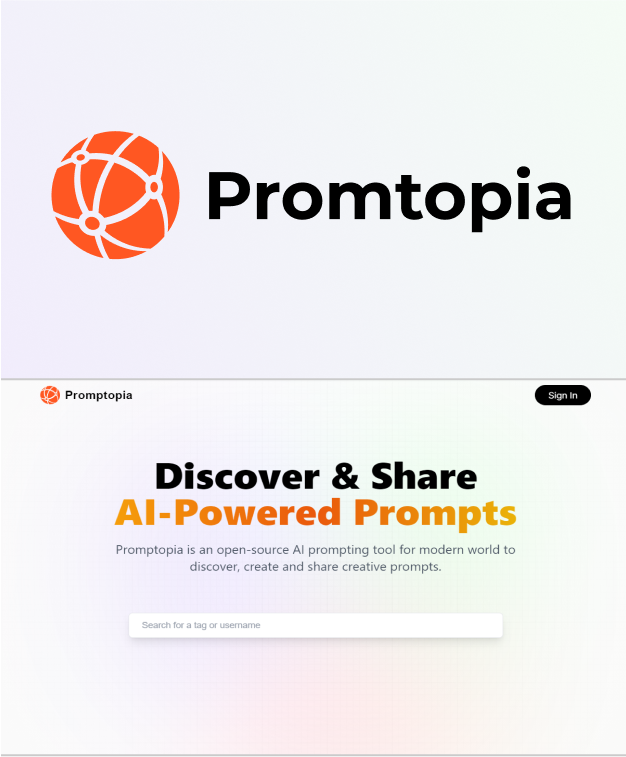 Promtopia
Promptopia
Sign In
Discover & Share
AI-Powered Prompts
Promptopia is an open-source AI prompting tool for modern world to
discover, create and share creative prompts.
Search for a tag or username